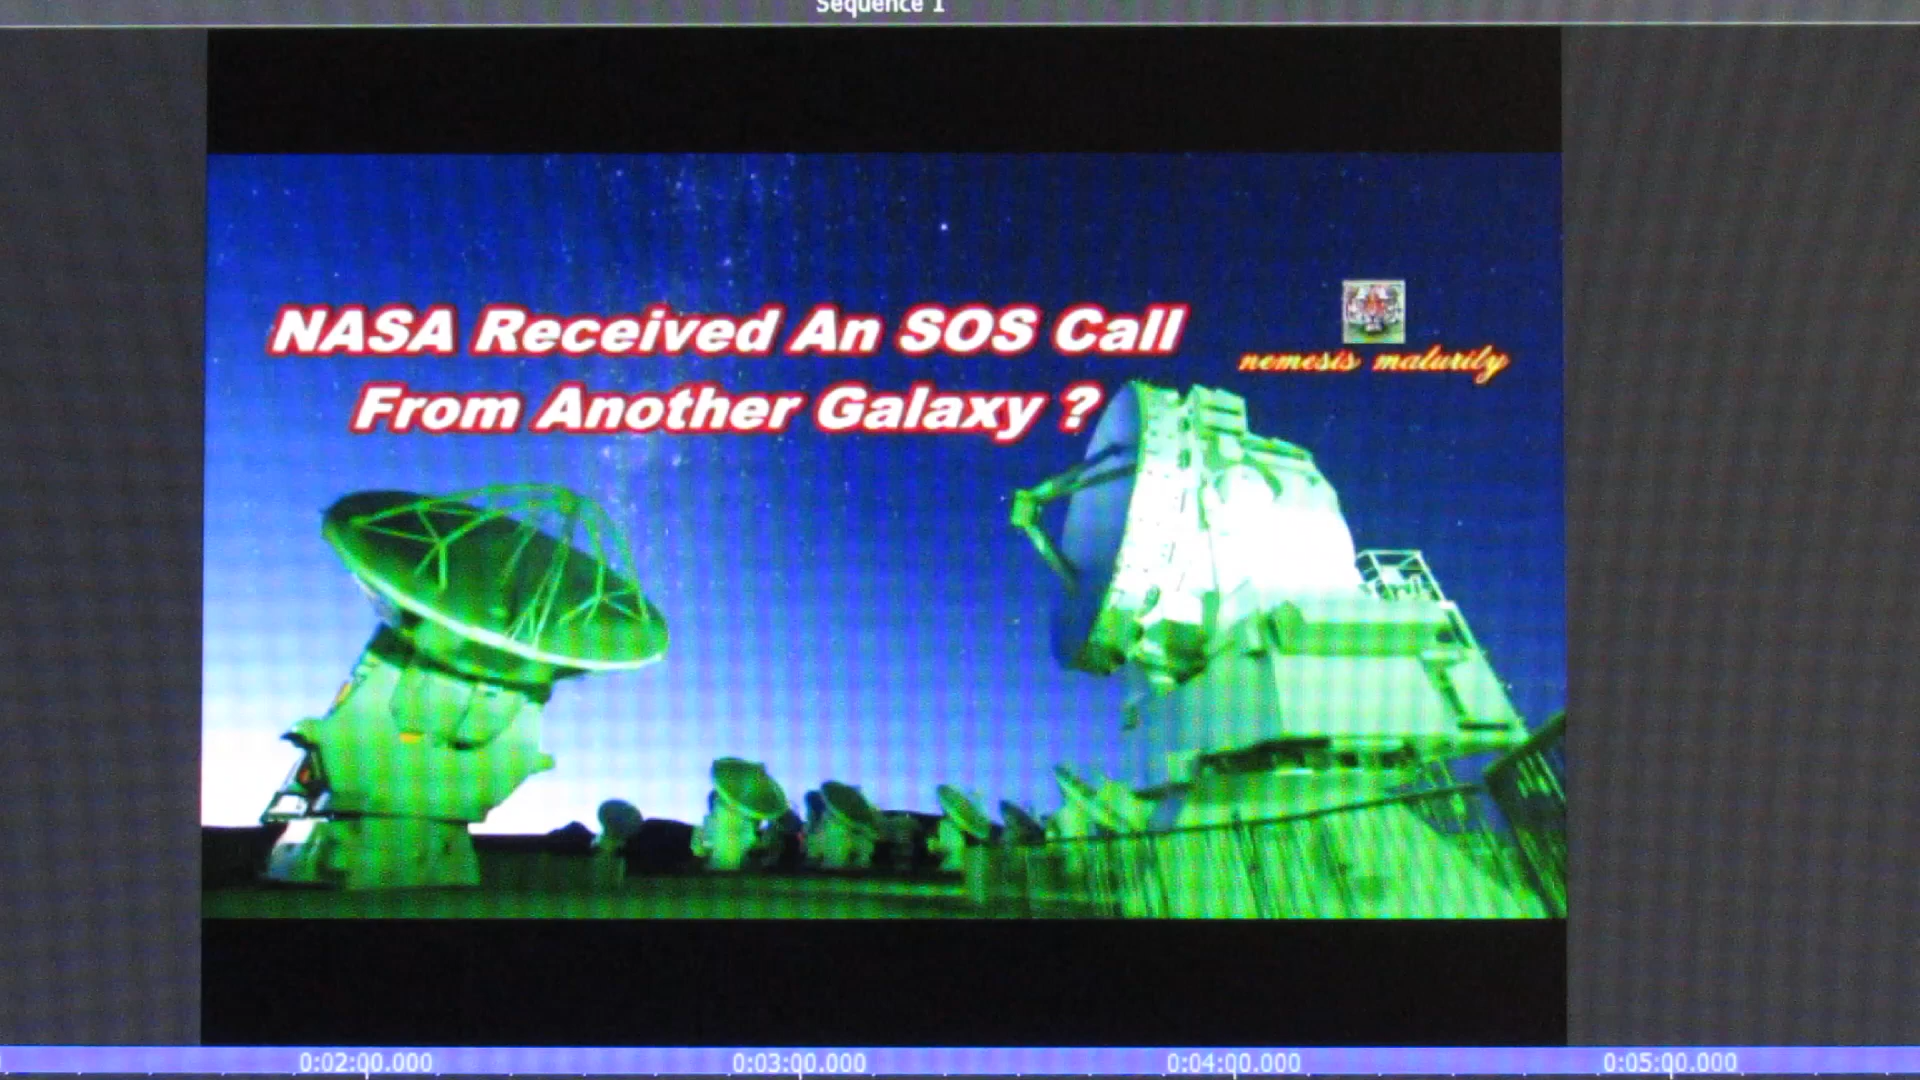 Sequence 1
NASA Received An SOS Call
From Another Galaxy ?
nemesis maturity
0:02:00.000
0:03:00.000
0:04:00.000
0:05:00.000